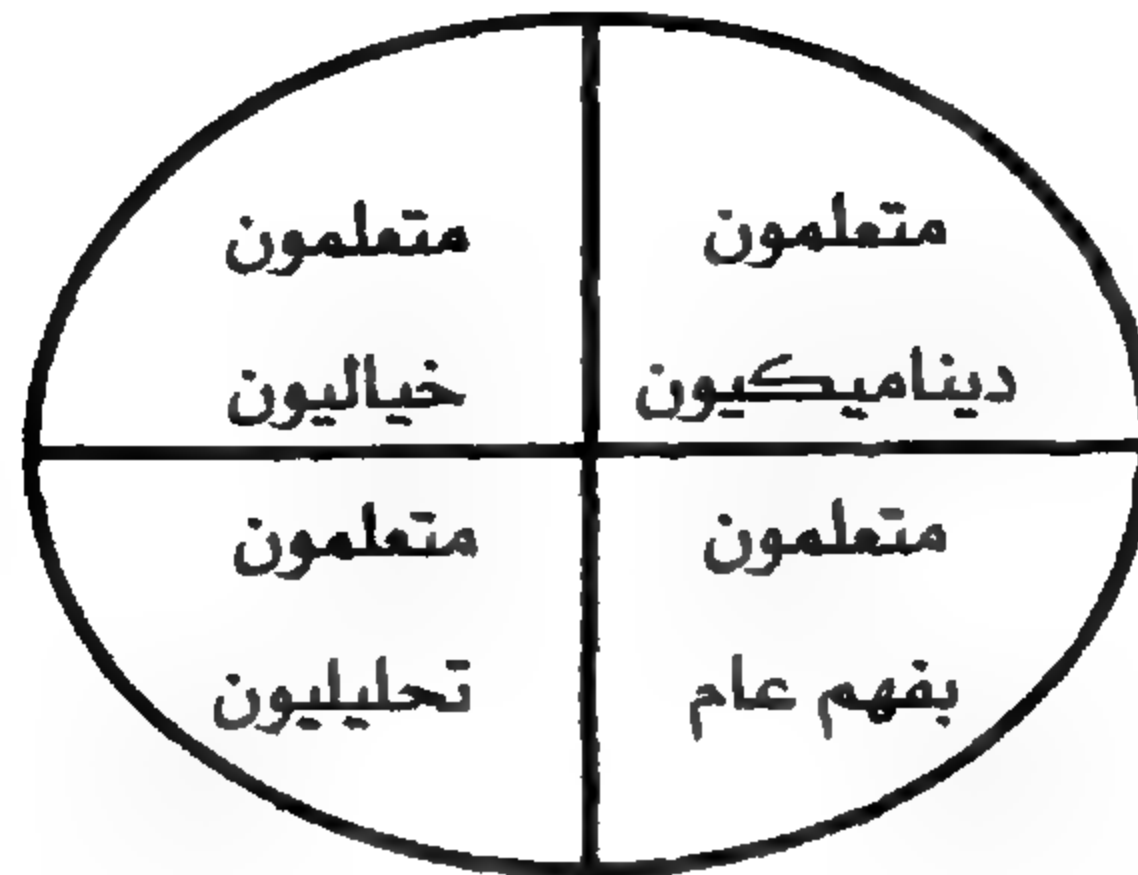 متعلمون
ديناميكيون
متعلمون
خياليون
متعلمون
بفهم عام
متعلمون
تحليليون